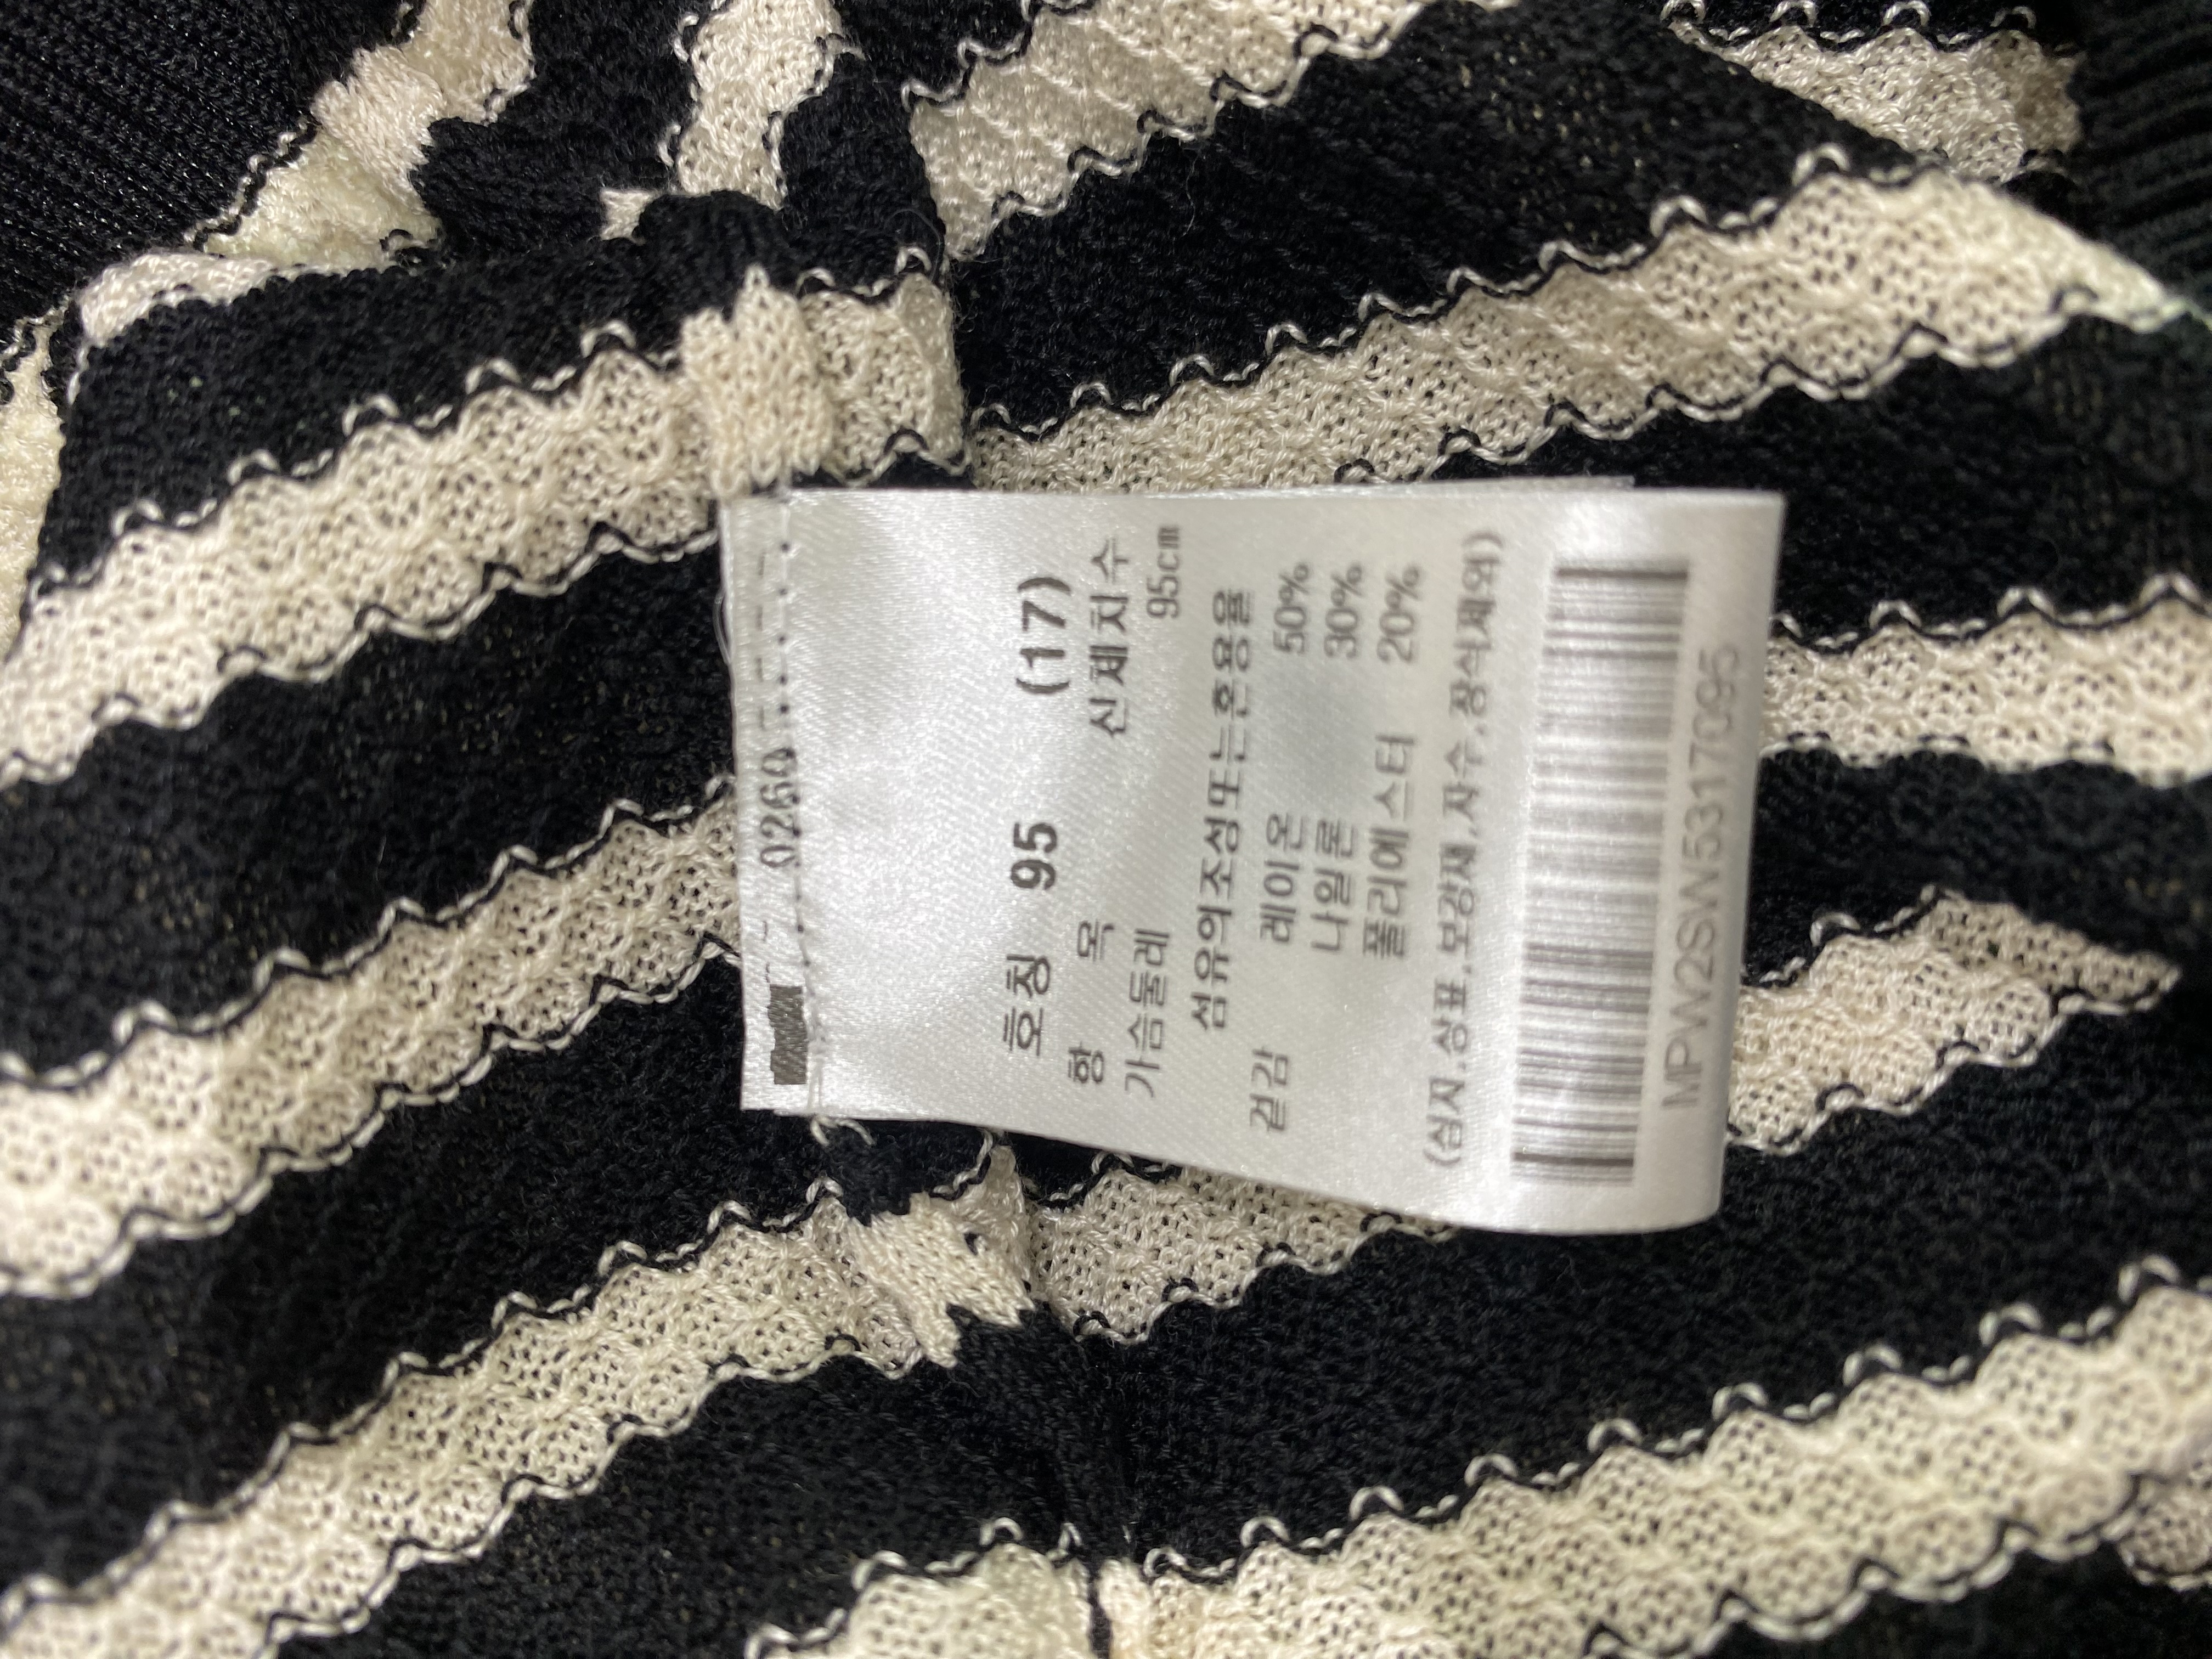 0260
호칭 95 (17)
항 목 신체치수
가슴둘레 95cm
섬유의조성또는혼용율
겉감 레이온 50%
나일론 30%
폴리에스터 20%
(심지.상표.보강재.자수.장식제외)
MPW2SW5317095